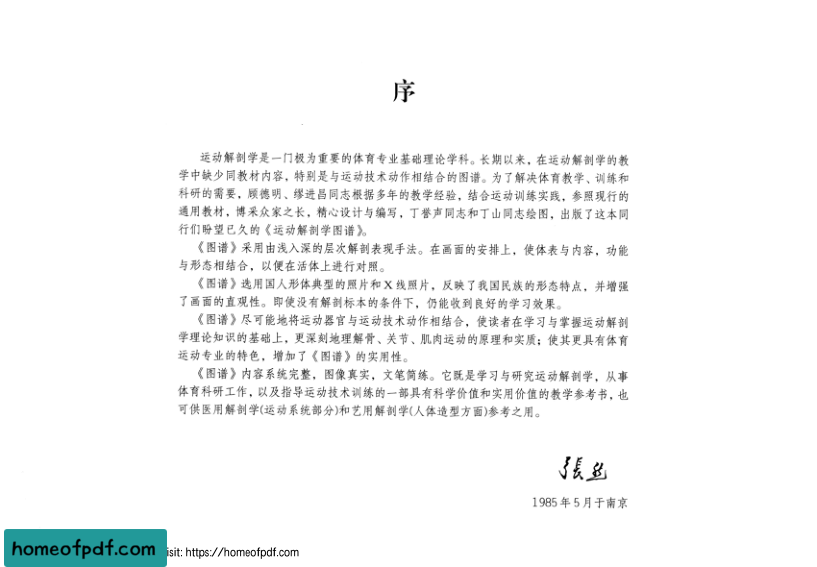 序
运动解剖学是一门极为重要的体育专业基础理论学科。长期以来，在运动解剖学的教
学中缺少同教材内容，特别是与运动技术动作相结合的图谱。为了解决体育教学、训练和
科研的需要，顾德明、缪进昌同志根据多年的教学经验，结合运动训练实践，参照现行的
通用教材，博采众家之长，精心设计与编写，丁誉声同志和丁山同志绘图，出版了这本同
行们盼望已久的《运动解剖学图谱》。
《图谱》采用由浅入深的层次解剖表现手法。在画面的安排上，使体表与内容，功能
与形态相结合，以便在活体上进行对照。
《图谱》选用国人形体典型的照片和X线照片，反映了我国民族的形态特点，并增强
了画面的直观性。即使没有解剖标本的条件下，仍能收到良好的学习效果。
《图谱》尽可能地将运动器官与运动技术动作相结合，使读者在学习与掌握运动解剖
学理论知识的基础上，更深刻地理解骨、关节、肌肉运动的原理和实质；使其更具有体育
运动专业的特色，增加了《图谱》的实用性。
《图谱》内容系统完整，图像真实，文笔简练。它既是学习与研究运动解剖学，从事
体育科研工作，以及指导运动技术训练的一部具有科学价值和实用价值的教学参考书，也
可供医用解剖学(运动系统部分)和艺用解剖学(人体造型方面)参考之用。
張
1985年5月于南京
homeofpdf.com
isit: https://homeofpdf.com